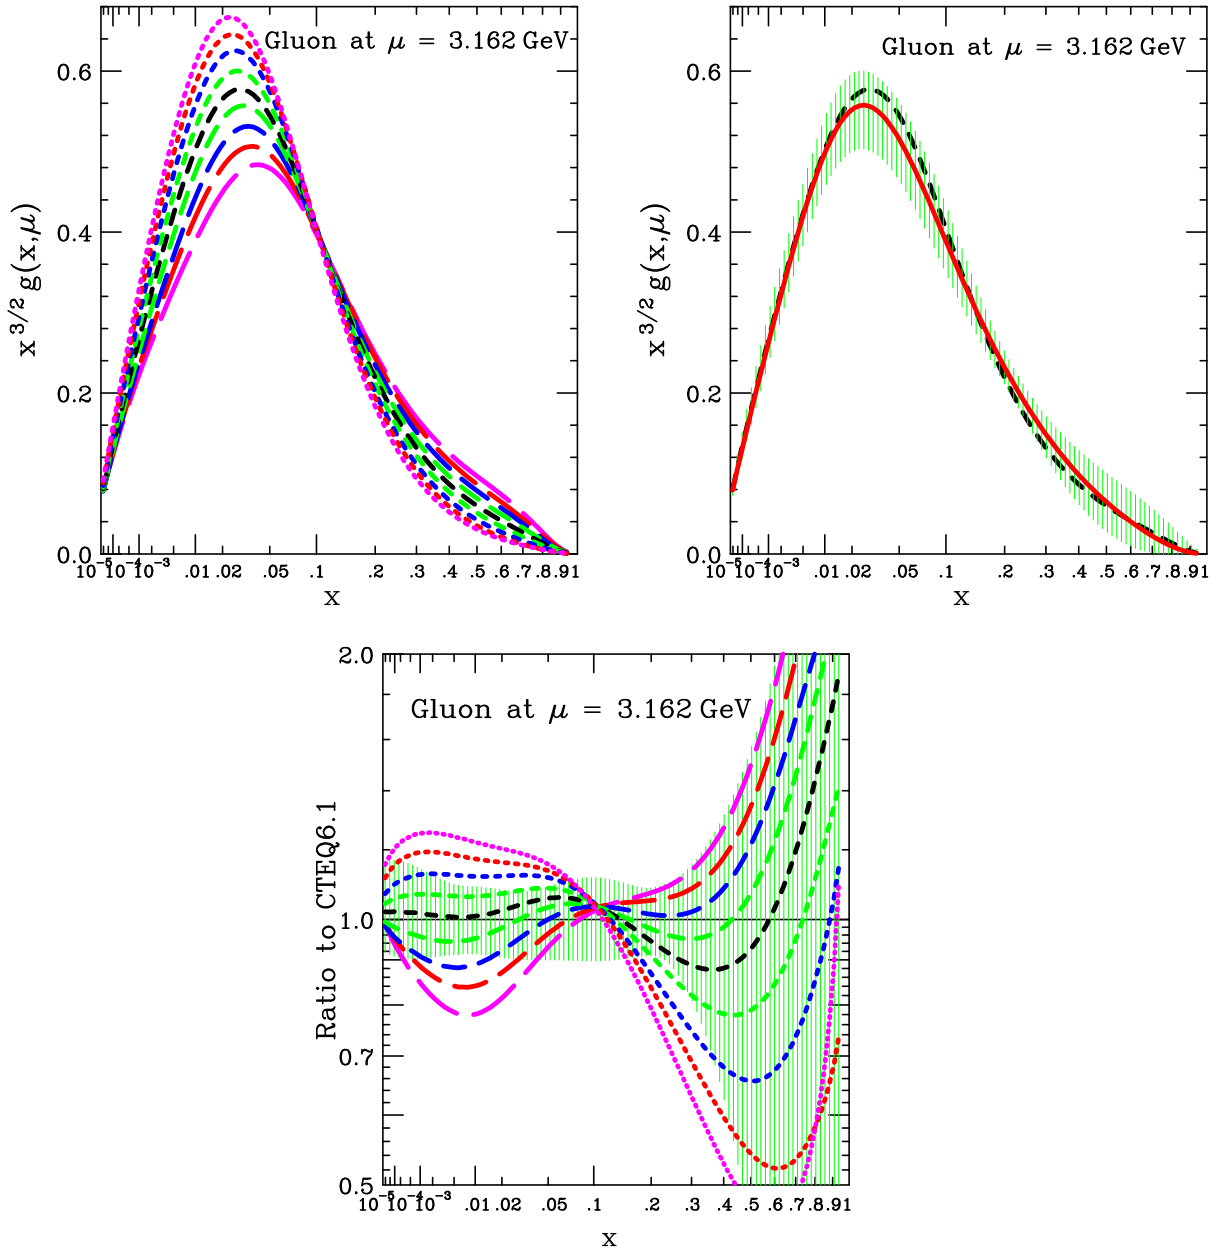 Gluon at μ = 3.162 GeV
x^{3/2} g(x,μ)
0.6
0.4
0.2
0.0
10⁻⁵ 10⁻⁴ 10⁻³ .01 .02 .05 .1 .2 .3 .4 .5 .6 .7 .8 .9 1
x
Gluon at μ = 3.162 GeV
x^{3/2} g(x,μ)
0.6
0.4
0.2
0.0
10⁻⁵ 10⁻⁴ 10⁻³ .01 .02 .05 .1 .2 .3 .4 .5 .6 .7 .8 .9 1
x
Gluon at μ = 3.162 GeV
Ratio to CTEQ6.1
2.0
1.0
0.7
0.5
10⁻⁵ 10⁻⁴ 10⁻³ .01 .02 .05 .1 .2 .3 .4 .5 .6 .7 .8 .9 1
x